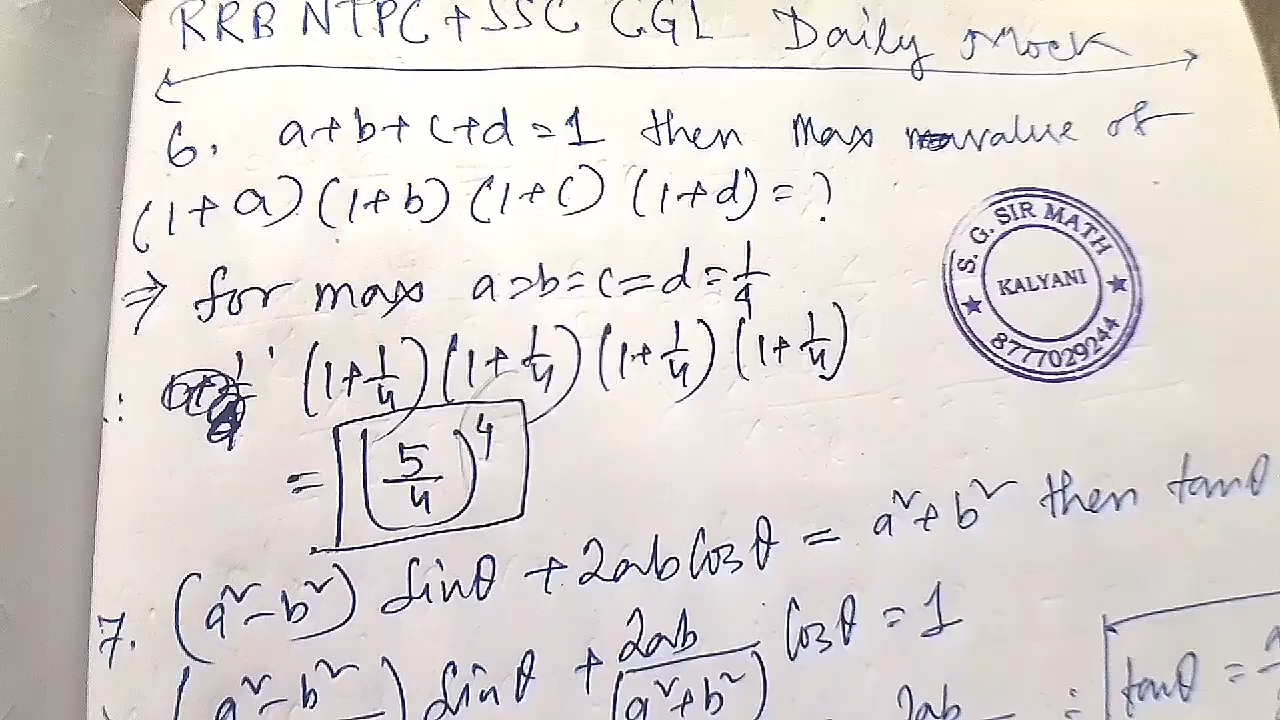 RRB NTPC + SSC CGL Daily Mock
6. a+b+c+d=1 then Max value of
(1+a)(1+b)(1+c)(1+d)=?
⇒ for max a=b=c=d=1/4
∴ (1+1/4)(1+1/4)(1+1/4)(1+1/4)
= (5/4)^4
S. G. SIR MATH
KALYANI
8777029244
7. (a²-b²) sinθ + 2ab cosθ = a²+b² then tanθ
(a²-b²) sinθ + 2ab/(a²+b²) cosθ = 1
2ab
tanθ =